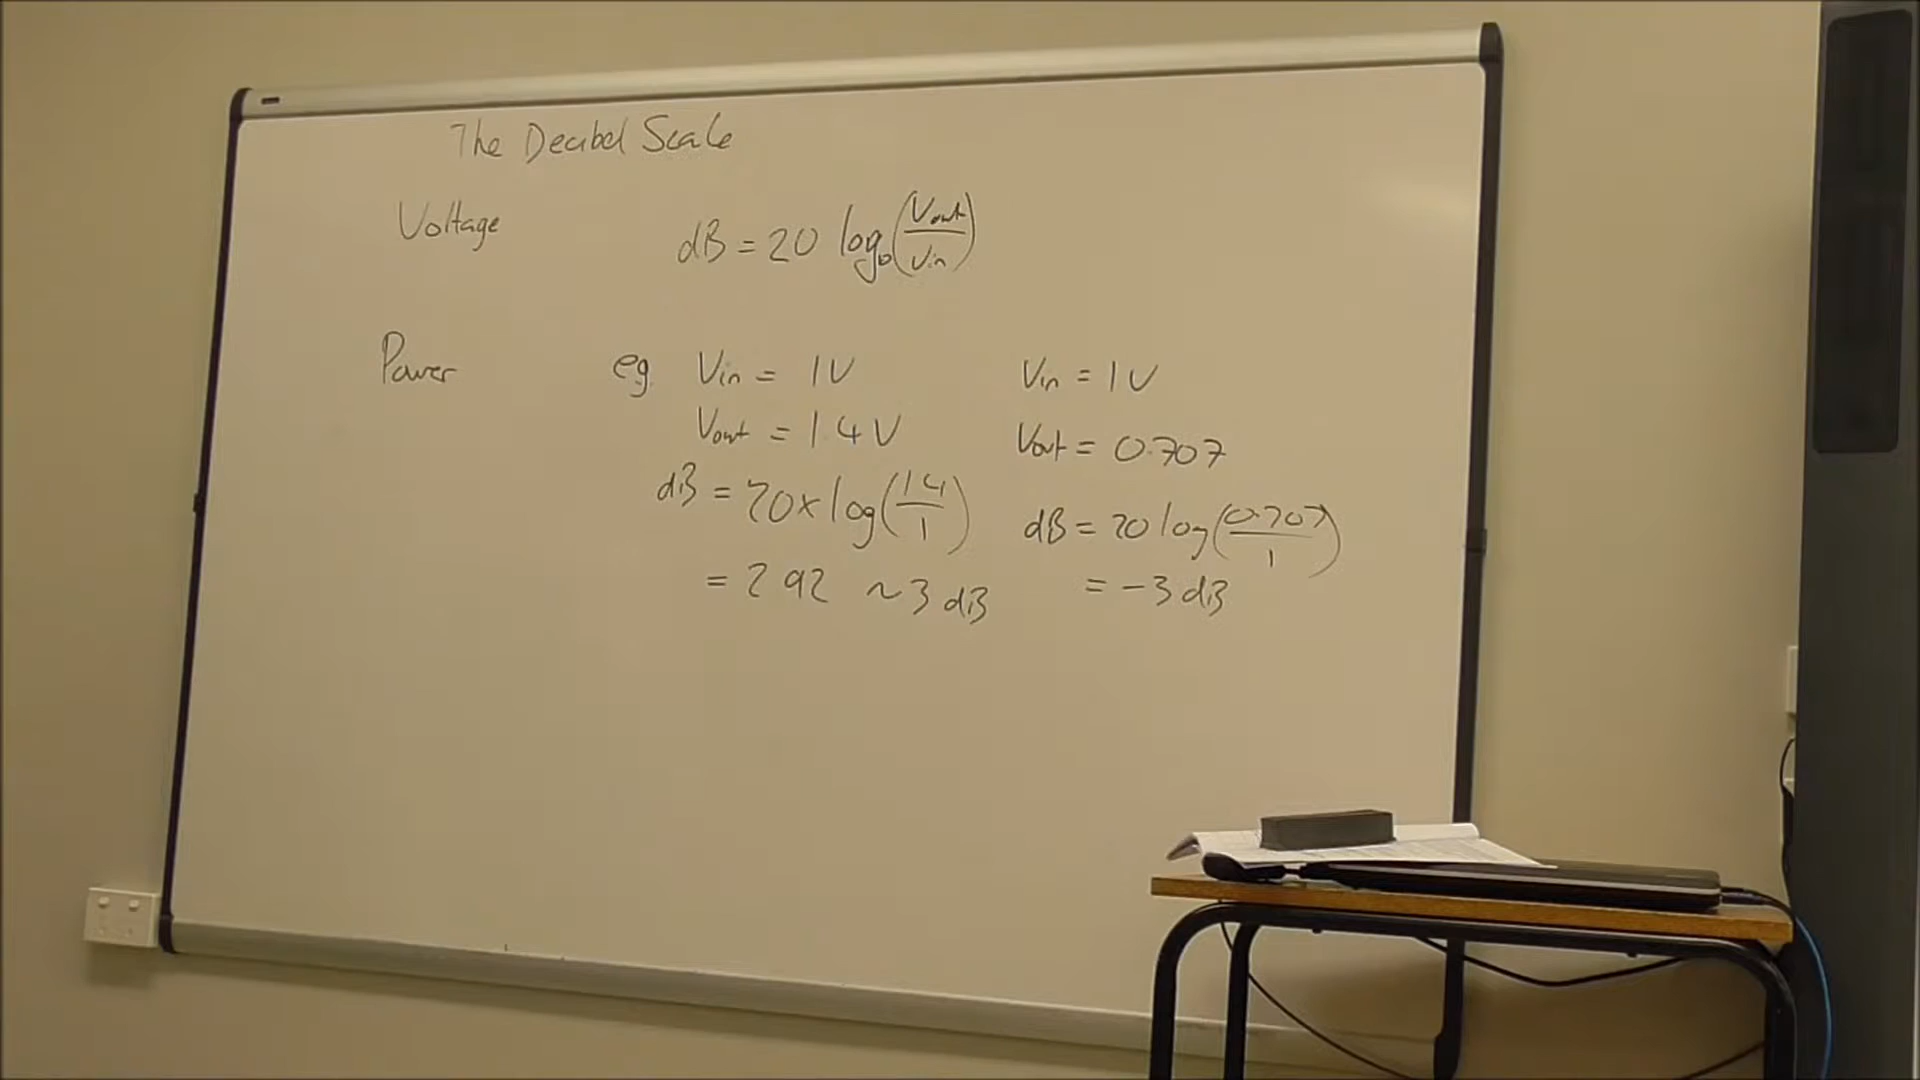 The Decibel Scale
Voltage
dB = 20 log₁₀(Vout/Vin)
Power
eg. Vin = 1V
Vout = 1.4V
dB = 20 x log(1.4/1)
= 2.92 ~3 dB
Vin = 1V
Vout = 0.707
dB = 20 log(0.707/1)
= -3 dB